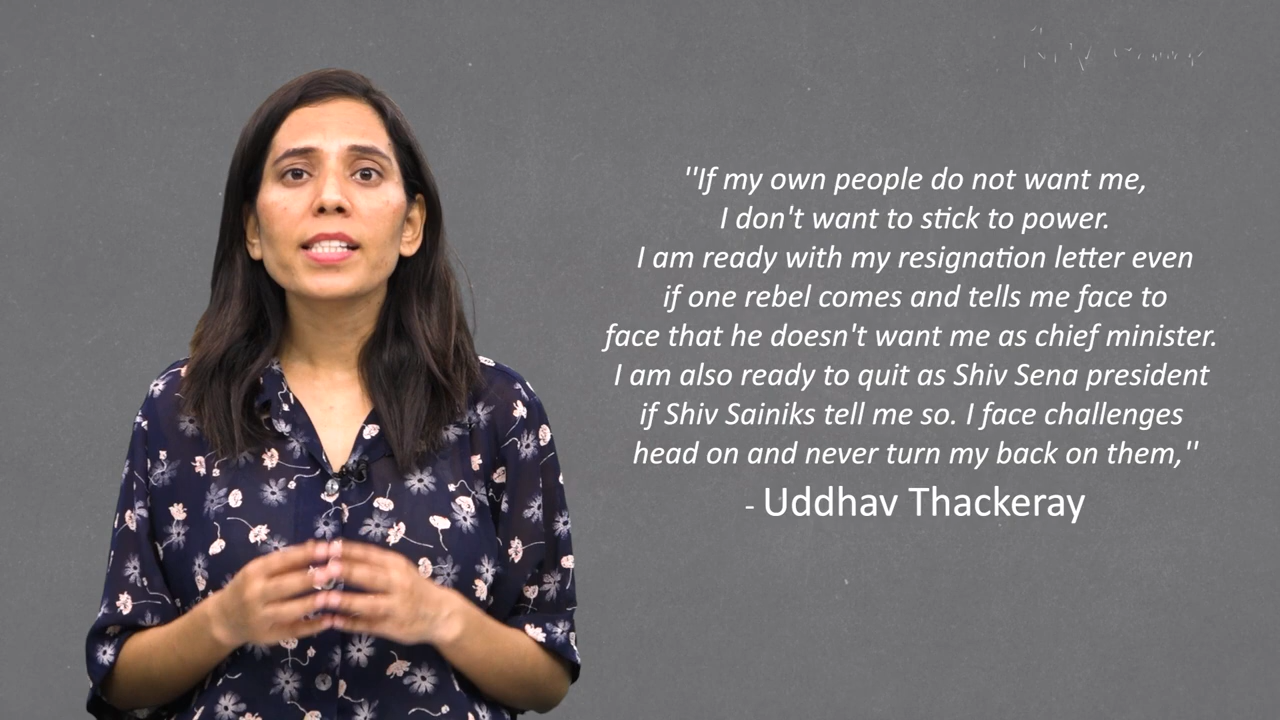 "If my own people do not want me,
I don't want to stick to power.
I am ready with my resignation letter even
if one rebel comes and tells me face to
face that he doesn't want me as chief minister.
I am also ready to quit as Shiv Sena president
if Shiv Sainiks tell me so. I face challenges
head on and never turn my back on them,"
- Uddhav Thackeray